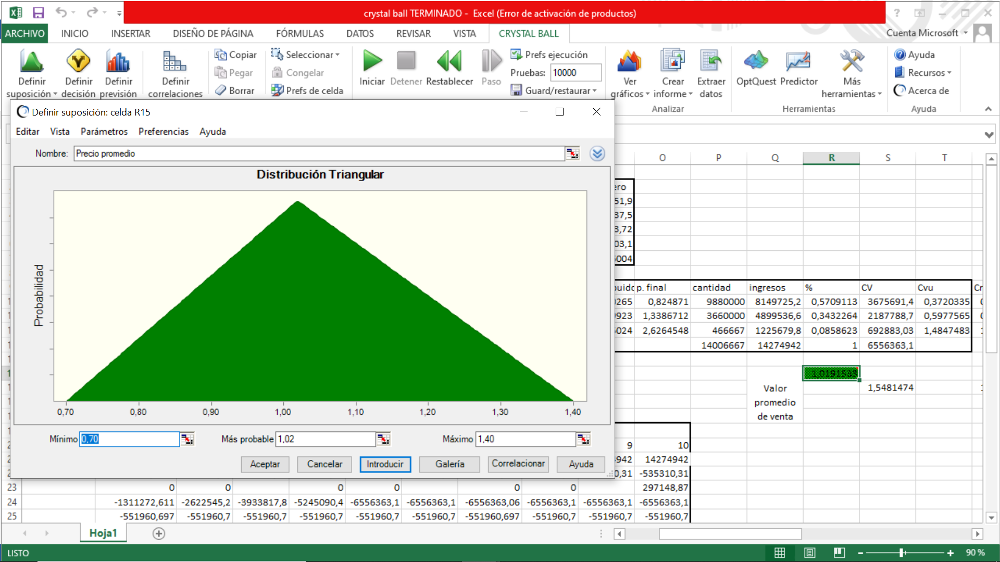 crystal ball TERMINADO - Excel (Error de activación de productos)
ARCHIVO INICIO INSERTAR DISEÑO DE PÁGINA FÓRMULAS DATOS REVISAR VISTA CRYSTAL BALL Cuenta Microsoft
Definir suposición
Definir decisión
Definir previsión
Definir correlaciones
Copiar
Pegar
Borrar
Seleccionar
Congelar
Prefs de celda
Iniciar
Detener
Restablecer
Paso
Prefs ejecución
Pruebas: 10000
Guard/restaurar
Ver gráficos
Crear informe
Extraer datos
Analizar
OptQuest
Predictor
Más herramientas
Herramientas
Ayuda
Recursos
Acerca de
Ayuda
Definir suposición: celda R15
Editar Vista Parámetros Preferencias Ayuda
Nombre: Precio promedio
Distribución Triangular
Probabilidad
0,70 0,80 0,90 1,00 1,10 1,20 1,30 1,40
Mínimo 0,70 Más probable 1,02 Máximo 1,40
Aceptar Cancelar Introducir Galería Correlacionar Ayuda
O P Q R S T
ero
51,9
37,5
3,72
03,1
5004
p. final cantidad ingresos % CV Cvu Cr
0265 0,824871 9880000 8149725,2 0,5709113 3675691,4 0,3720335
0923 1,3386712 3660000 4899536,6 0,3432264 2187788,7 0,5977565
5024 2,6264548 466667 1225679,8 0,0858623 692883,03 1,4847483
14006667 14274942 1 6556363,1
1,0191533
Valor promedio de venta
1,5481474
9 10
4942 14274942
0,31 -535310,31
23 0 0 0 0 0 0 297148,87
24 -1311272,611 -2622545,2 -3933817,8 -5245090,4 -6556363,1 -6556363,1 -6556363,06 -6556363,1 -6556363,1 -6556363,1
25 -551960,697 -551960,7 -551960,7 -551960,7 -551960,7 -551960,7 -551960,697 -551960,7 -551960,7 -551960,7
Hoja1
LISTO
90 %